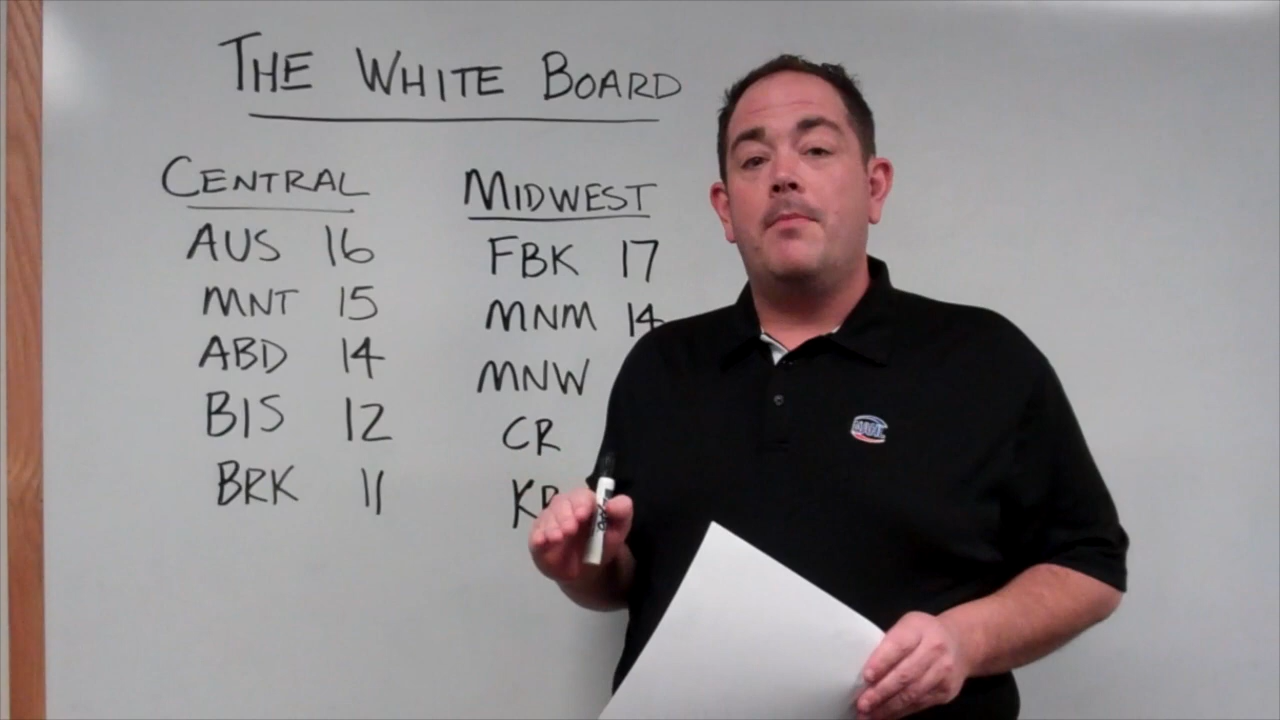 THE WHITE BOARD
CENTRAL
AUS 16
MNT 15
ABD 14
BIS 12
BRK 11
MIDWEST
FBK 17
MNM 14
MNW
CR